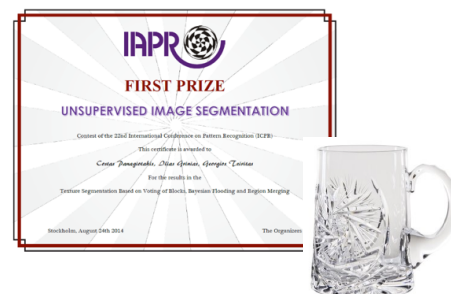 IAPR
FIRST PRIZE
UNSUPERVISED IMAGE SEGMENTATION
Contest of the 22nd International Conference on Pattern Recognition (ICPR)
This certificate is awarded to
Costas Panagiotakis, Ilias Grinias, Georgios Tziritas
For the results in the
Texture Segmentation Based on Voting of Blocks, Bayesian Flooding and Region Merging
Stockholm, August 24th 2014
The Organizers